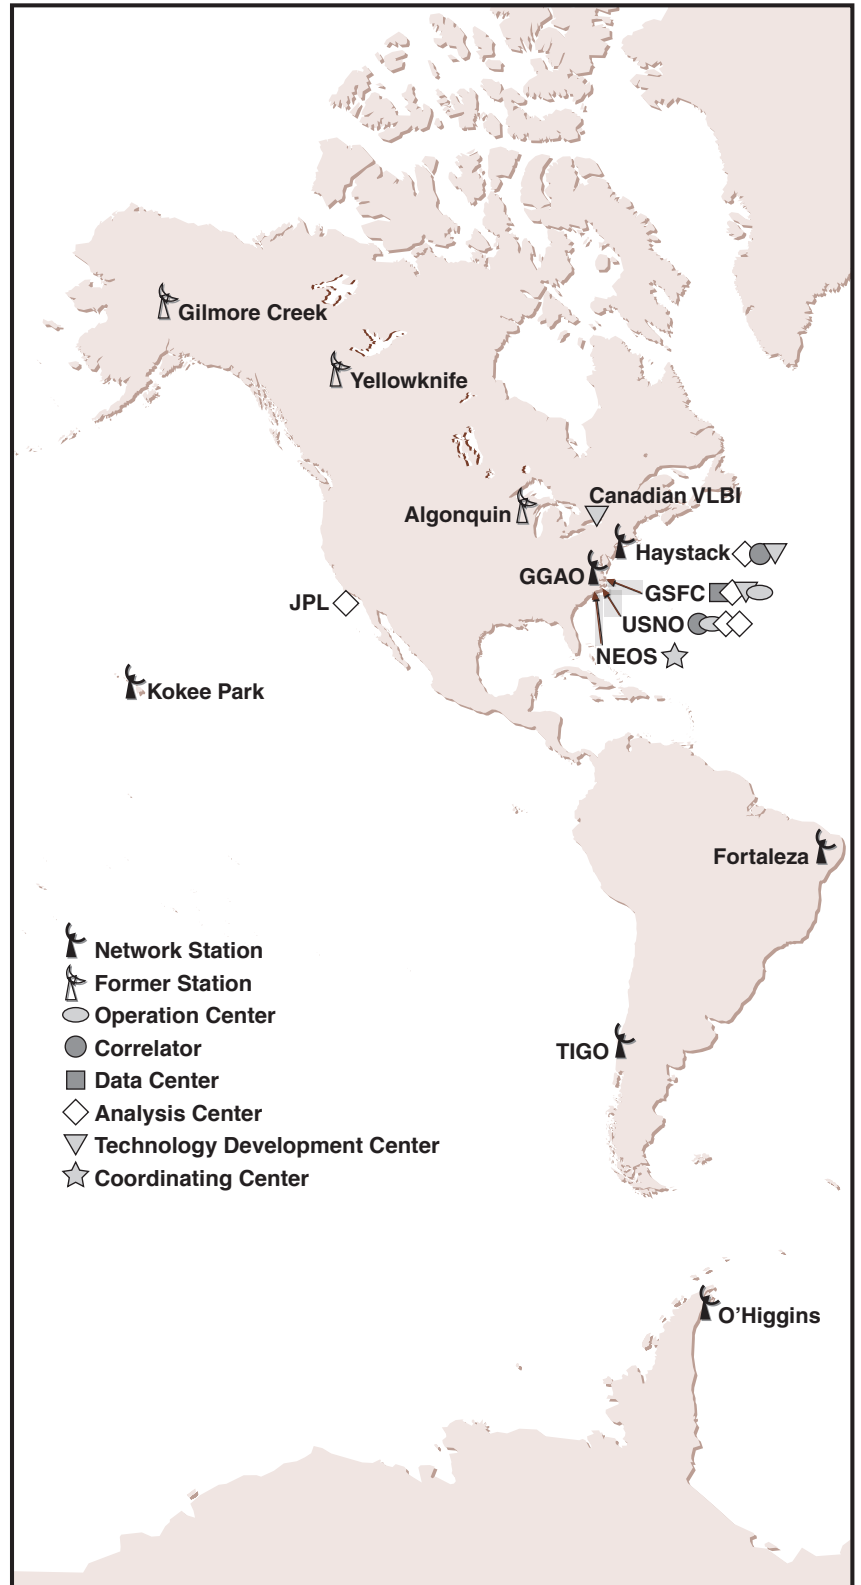 Gilmore Creek
Yellowknife
Canadian VLBI
Algonquin
Haystack
GGAO
GSFC
JPL
USNO
NEOS
Kokee Park
Fortaleza
Network Station
Former Station
Operation Center
Correlator
TIGO
Data Center
Analysis Center
Technology Development Center
Coordinating Center
O’Higgins